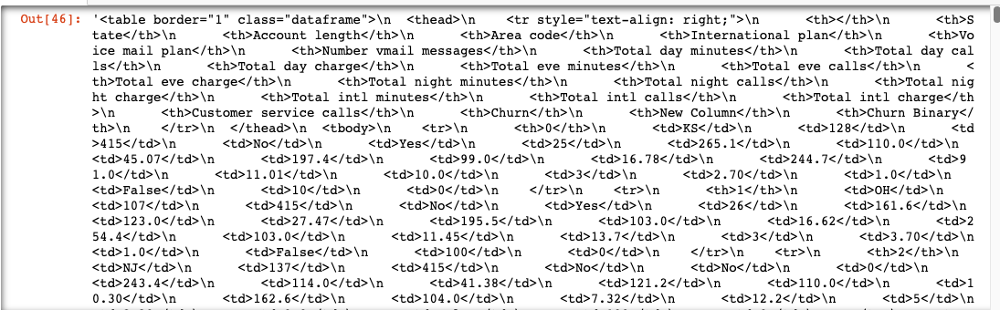 Out[46]: '<table border="1" class="dataframe">\n  <thead>\n    <tr style="text-align: right;">\n      <th></th>\n      <th>S
tate</th>\n      <th>Account length</th>\n      <th>Area code</th>\n      <th>International plan</th>\n      <th>Vo
ice mail plan</th>\n      <th>Number vmail messages</th>\n      <th>Total day minutes</th>\n      <th>Total day cal
ls</th>\n      <th>Total day charge</th>\n      <th>Total eve minutes</th>\n      <th>Total eve calls</th>\n      <
th>Total eve charge</th>\n      <th>Total night minutes</th>\n      <th>Total night calls</th>\n      <th>Total nig
ht charge</th>\n      <th>Total intl minutes</th>\n      <th>Total intl calls</th>\n      <th>Total intl charge</th
>\n      <th>Customer service calls</th>\n      <th>Churn</th>\n      <th>New Column</th>\n      <th>Churn Binary</
th>\n    </tr>\n  </thead>\n  <tbody>\n    <tr>\n      <th>0</th>\n      <td>KS</td>\n      <td>128</td>\n      <td
>415</td>\n      <td>No</td>\n      <td>Yes</td>\n      <td>25</td>\n      <td>265.1</td>\n      <td>110.0</td>\n
<td>45.07</td>\n      <td>197.4</td>\n      <td>99.0</td>\n      <td>16.78</td>\n      <td>244.7</td>\n      <td>9
1.0</td>\n      <td>11.01</td>\n      <td>10.0</td>\n      <td>3</td>\n      <td>2.70</td>\n      <td>1.0</td>\n
<td>False</td>\n      <td>10</td>\n      <td>0</td>\n    </tr>\n    <tr>\n      <th>1</th>\n      <td>OH</td>\n
<td>107</td>\n      <td>415</td>\n      <td>No</td>\n      <td>Yes</td>\n      <td>26</td>\n      <td>161.6</td>\n
<td>123.0</td>\n      <td>27.47</td>\n      <td>195.5</td>\n      <td>103.0</td>\n      <td>16.62</td>\n      <td>2
54.4</td>\n      <td>103.0</td>\n      <td>11.45</td>\n      <td>13.7</td>\n      <td>3</td>\n      <td>3.70</td>\n
<td>1.0</td>\n      <td>False</td>\n      <td>100</td>\n      <td>0</td>\n    </tr>\n    <tr>\n      <th>2</th>\n
<td>NJ</td>\n      <td>137</td>\n      <td>415</td>\n      <td>No</td>\n      <td>No</td>\n      <td>0</td>\n
<td>243.4</td>\n      <td>114.0</td>\n      <td>41.38</td>\n      <td>121.2</td>\n      <td>110.0</td>\n      <td>1
0.30</td>\n      <td>162.6</td>\n      <td>104.0</td>\n      <td>7.32</td>\n      <td>12.2</td>\n      <td>5</td>\n